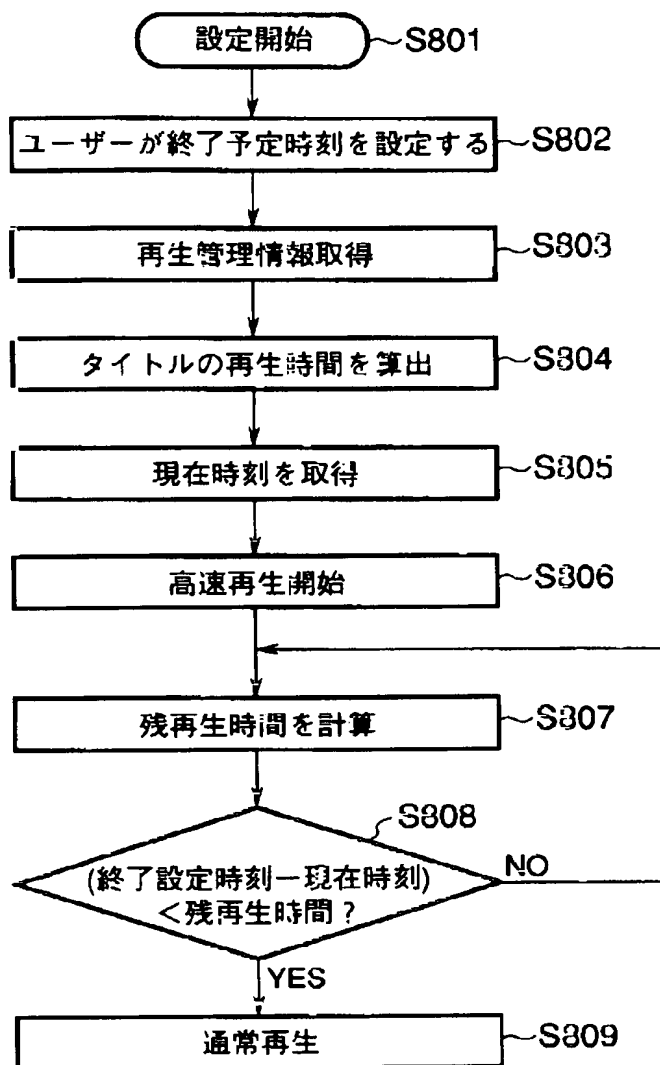 設定開始
S801
ユーザーが終了予定時刻を設定する
S802
再生管理情報取得
S803
タイトルの再生時間を算出
S804
現在時刻を取得
S805
高速再生開始
S806
残再生時間を計算
S807
S808
(終了設定時刻ー現在時刻)
<残再生時間?
NO
YES
通常再生
S809